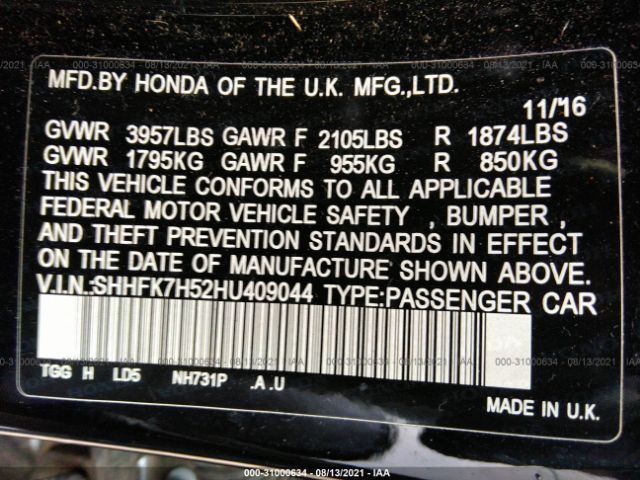 MFD.BY HONDA OF THE U.K. MFG.,LTD.
11/16
GVWR 3957LBS GAWR F 2105LBS R 1874LBS
GVWR 1795KG GAWR F 955KG R 850KG
THIS VEHICLE CONFORMS TO ALL APPLICABLE
FEDERAL MOTOR VEHICLE SAFETY , BUMPER ,
AND THEFT PREVENTION STANDARDS IN EFFECT
ON THE DATE OF MANUFACTURE SHOWN ABOVE.
V.I.N.:SHHFK7H52HU409044 TYPE:PASSENGER CAR
TGG H LD5 NH731P .A .U
MADE IN U.K.
000-31000634 - 08/13/2021 - IAA